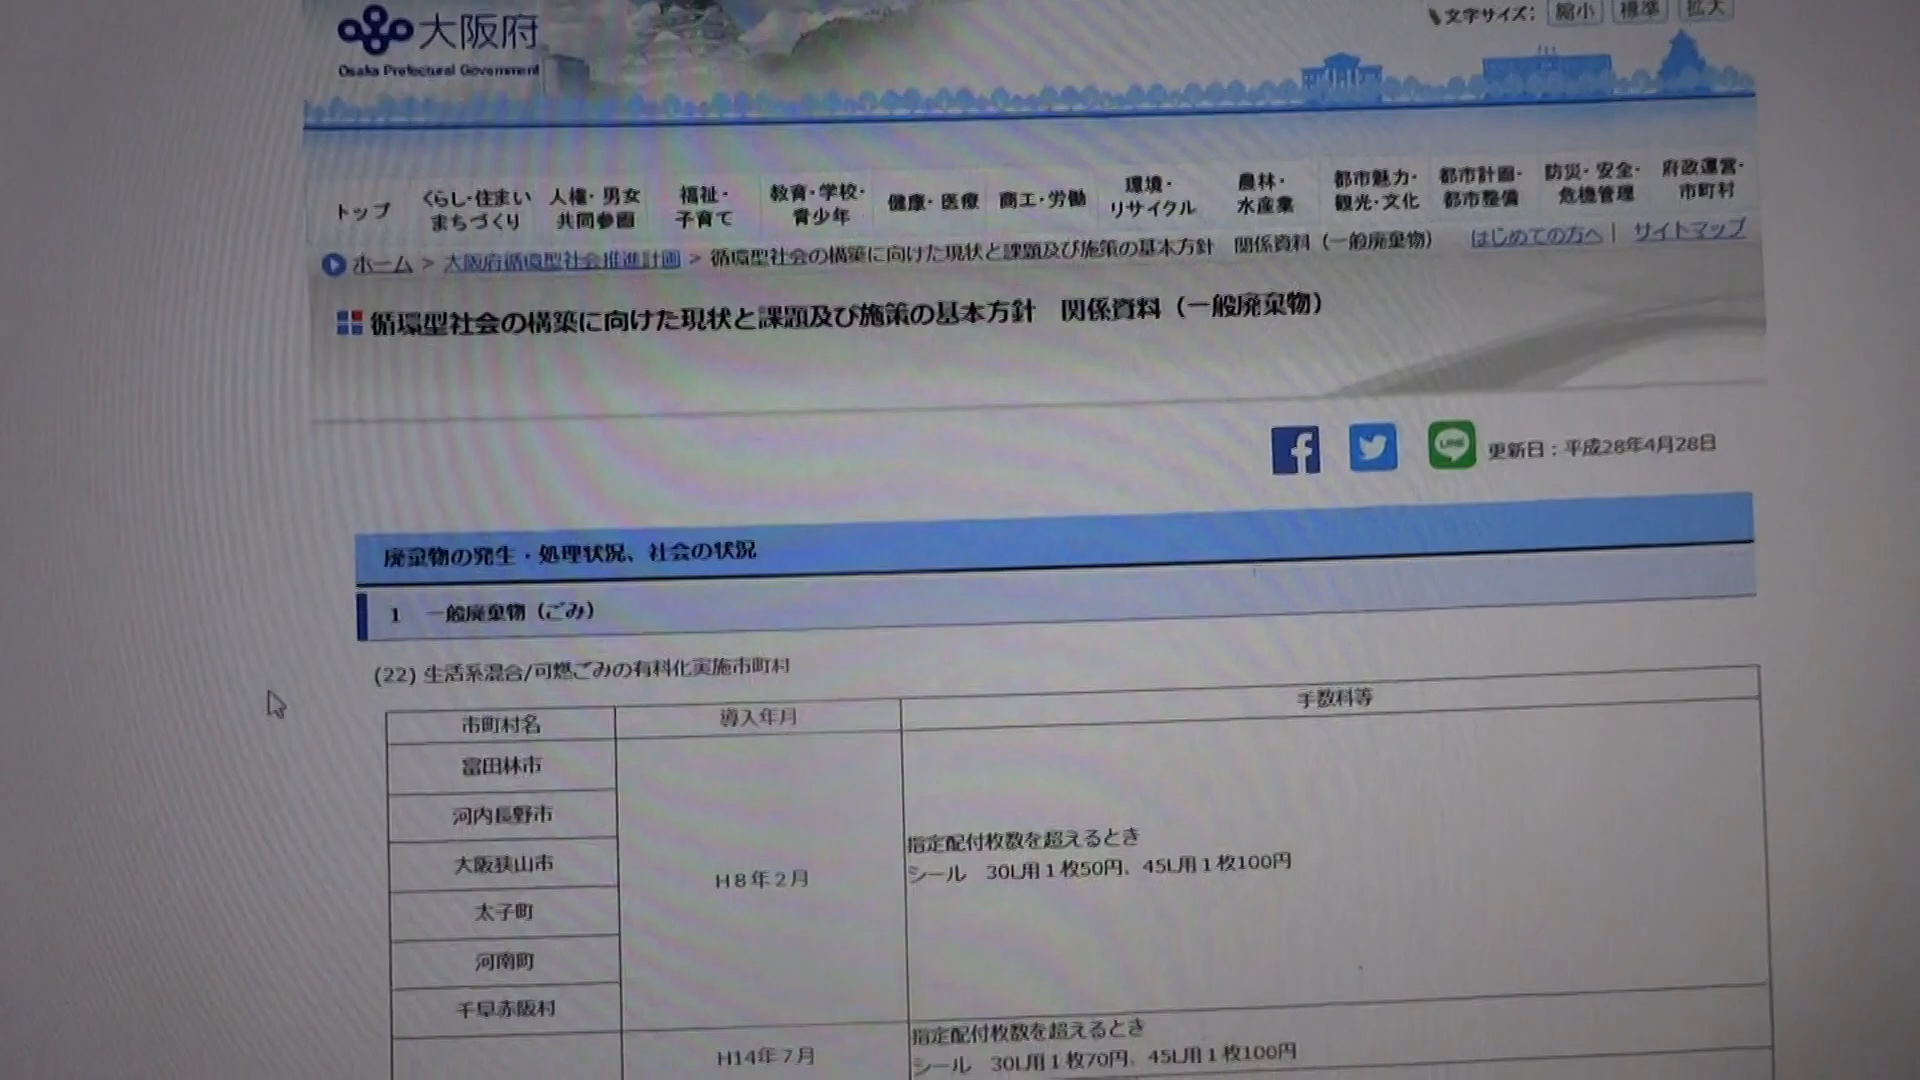 大阪府
Osaka Prefectural Government
文字サイズ: 縮小 標準 拡大
トップ
くらし・住まい
まちづくり
人権・男女
共同参画
福祉・
子育て
教育・学校・
青少年
健康・医療
商工・労働
環境・
リサイクル
農林・
水産業
都市魅力・
観光・文化
都市計画・
都市整備
防災・安全・
危機管理
府政運営・
市町村
はじめての方へ | サイトマップ
ホーム > 大阪府循環型社会推進計画 > 循環型社会の構築に向けた現状と課題及び施策の基本方針 関係資料（一般廃棄物）
循環型社会の構築に向けた現状と課題及び施策の基本方針 関係資料（一般廃棄物）
LINE
更新日：平成28年4月28日
廃棄物の発生・処理状況、社会の状況
1 一般廃棄物（ごみ）
(22) 生活系混合/可燃ごみの有料化実施市町村
市町村名 導入年月 手数料等
富田林市
河内長野市
大阪狭山市
太子町
河南町
千早赤阪村
H8年2月
指定配付枚数を超えるとき
シール 30L用１枚50円、45L用１枚100円
H14年7月
指定配付枚数を超えるとき
シール 30L用１枚70円、45L用１枚100円